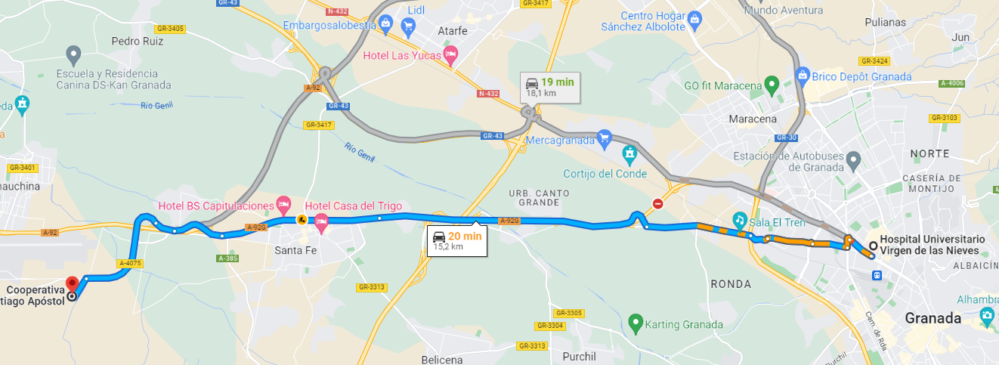 GR-43
N-432
Lidl
GR-3417
Centro Hogar
Sánchez Albolote
Mundo Aventura
Pulianas
Jun
GR-3405
Embargosalobestia
Atarfe
Pedro Ruiz
Hotel Las Yucas
GR-3424
Escuela y Residencia
Canina DS-Kan Granada
A-92
19 min
18,1 km
GO fit Maracena
Brico Depôt Granada
A-4006
N-432
Río Genil
GR-43
GR-3417
Maracena
GR-3103
eda
a
Río Genil
GR-43
Mercagranada
GR-30
Estación de Autobuses
de Granada
NORTE
GR-3401
auchina
Cortijo del Conde
CASERÍA DE
MONTIJO
URB. CANTO
GRANDE
Hotel BS Capitulaciones
Hotel Casa del Trigo
A-92
A-92G
A-92G
Sala El Tren
20 min
15,2 km
Santa Fe
Hospital Universitario
Virgen de las Nieves
A-385
A-4075
ALBAICÍN
Cooperativa
tiago Apóstol
GR-3313
RONDA
Alhambra
GR-3305
GR-3304
Karting Granada
Granada
Cam. de Rda
GR-3313
Belicena
Purchil
Purchil